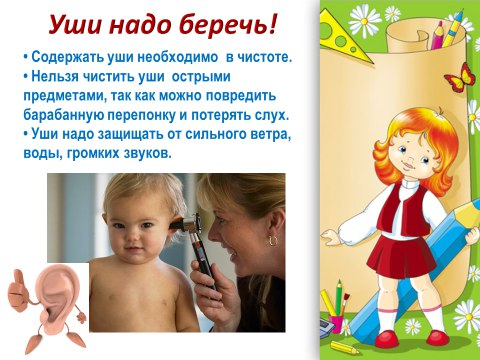 Уши надо беречь!
• Содержать уши необходимо в чистоте.
• Нельзя чистить уши острыми
предметами, так как можно повредить
барабанную перепонку и потерять слух.
• Уши надо защищать от сильного ветра,
воды, громких звуков.